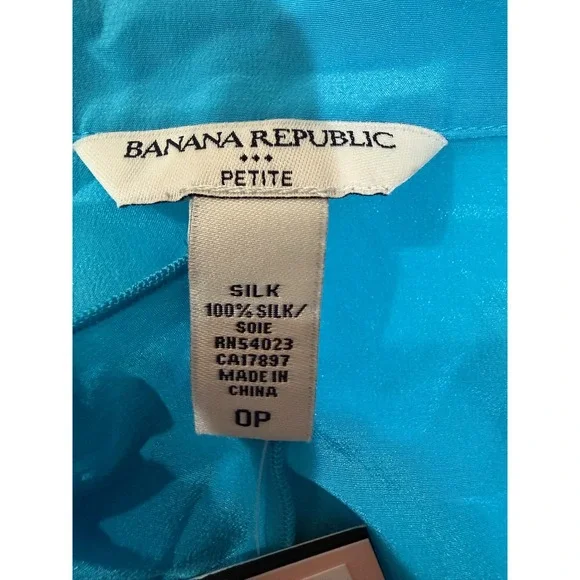 BANANA REPUBLIC
PETITE
SILK
100% SILK/
SOIE
RN54023
CA17897
MADE IN
CHINA
0P